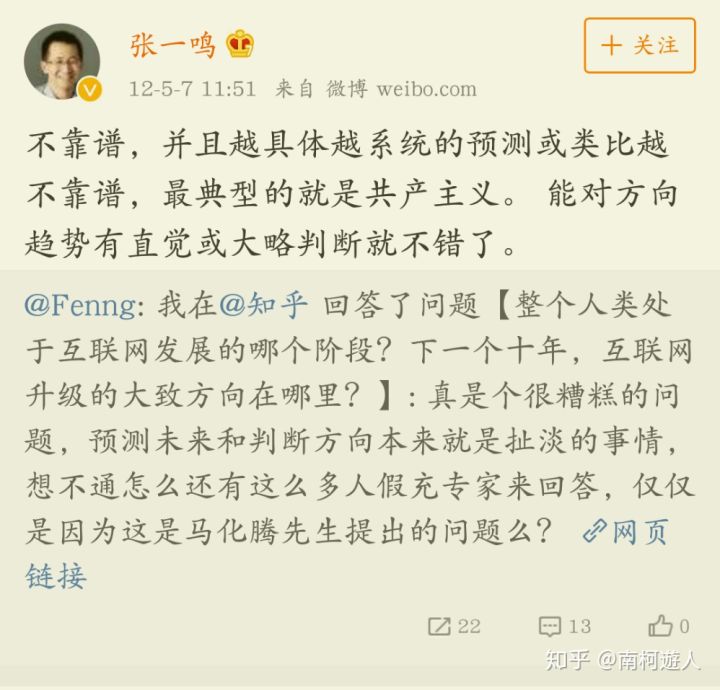 张一鸣
+ 关注
12-5-7 11:51 来自 微博 weibo.com
不靠谱，并且越具体越系统的预测或类比越
不靠谱，最典型的就是共产主义。 能对方向
趋势有直觉或大略判断就不错了。
@Fenng: 我在@知乎 回答了问题【整个人类处
于互联网发展的哪个阶段？下一个十年，互联网
升级的大致方向在哪里？】: 真是个很糟糕的问
题，预测未来和判断方向本来就是扯淡的事情，
想不通怎么还有这么多人假充专家来回答，仅仅
是因为这是马化腾先生提出的问题么？ 网页
链接
22 13 0
知乎 @南柯遊人